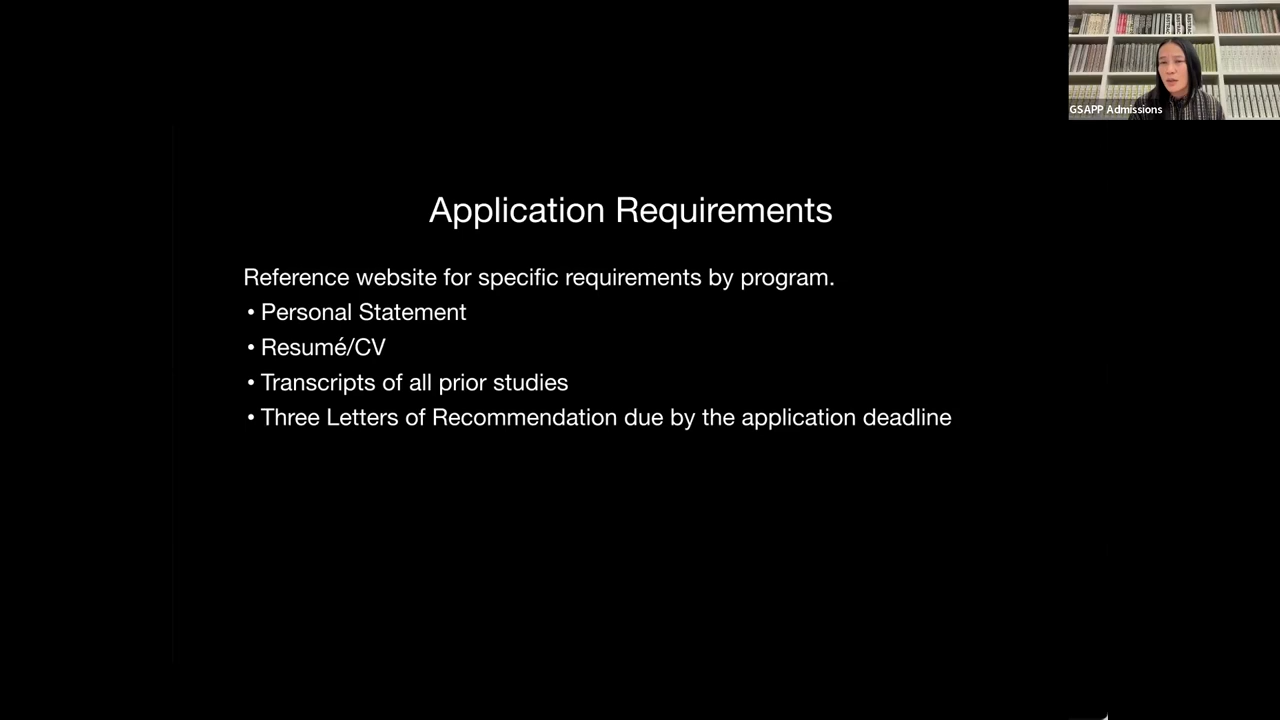 GSAPP Admissions
Application Requirements
Reference website for specific requirements by program.
• Personal Statement
• Resumé/CV
• Transcripts of all prior studies
• Three Letters of Recommendation due by the application deadline